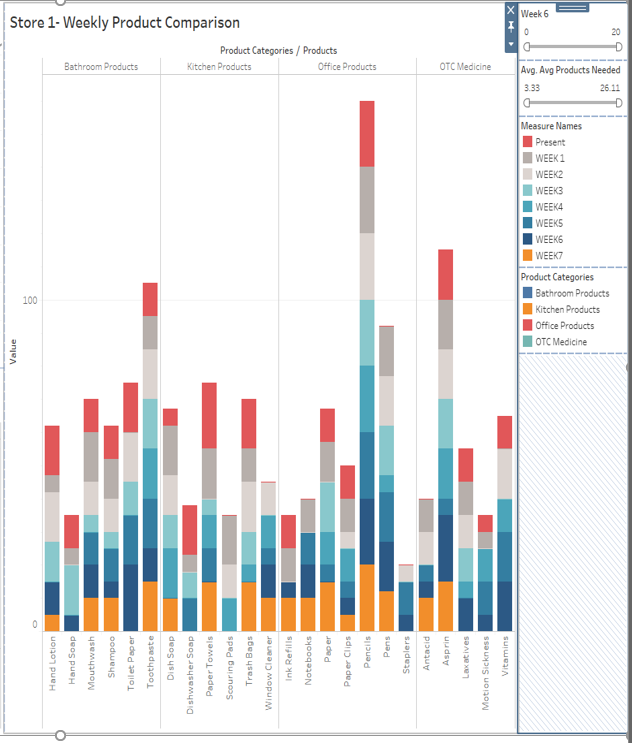 Store 1- Weekly Product Comparison
Product Categories / Products
Bathroom Products
Kitchen Products
Office Products
OTC Medicine
100
0
Value
Hand Lotion
Hand Soap
Mouthwash
Shampoo
Toilet Paper
Toothpaste
Dish Soap
Dishwasher Soap
Paper Towels
Scouring Pads
Trash Bags
Window Cleaner
Ink Refills
Notebooks
Paper
Paper Clips
Pencils
Pens
Staplers
Antacid
Asprin
Laxatives
Motion Sickness
Vitamins
Week 6
0 20
Avg. Avg Products Needed
3.33 26.11
Measure Names
Present
WEEK 1
WEEK2
WEEK3
WEEK4
WEEK5
WEEK6
WEEK7
Product Categories
Bathroom Products
Kitchen Products
Office Products
OTC Medicine